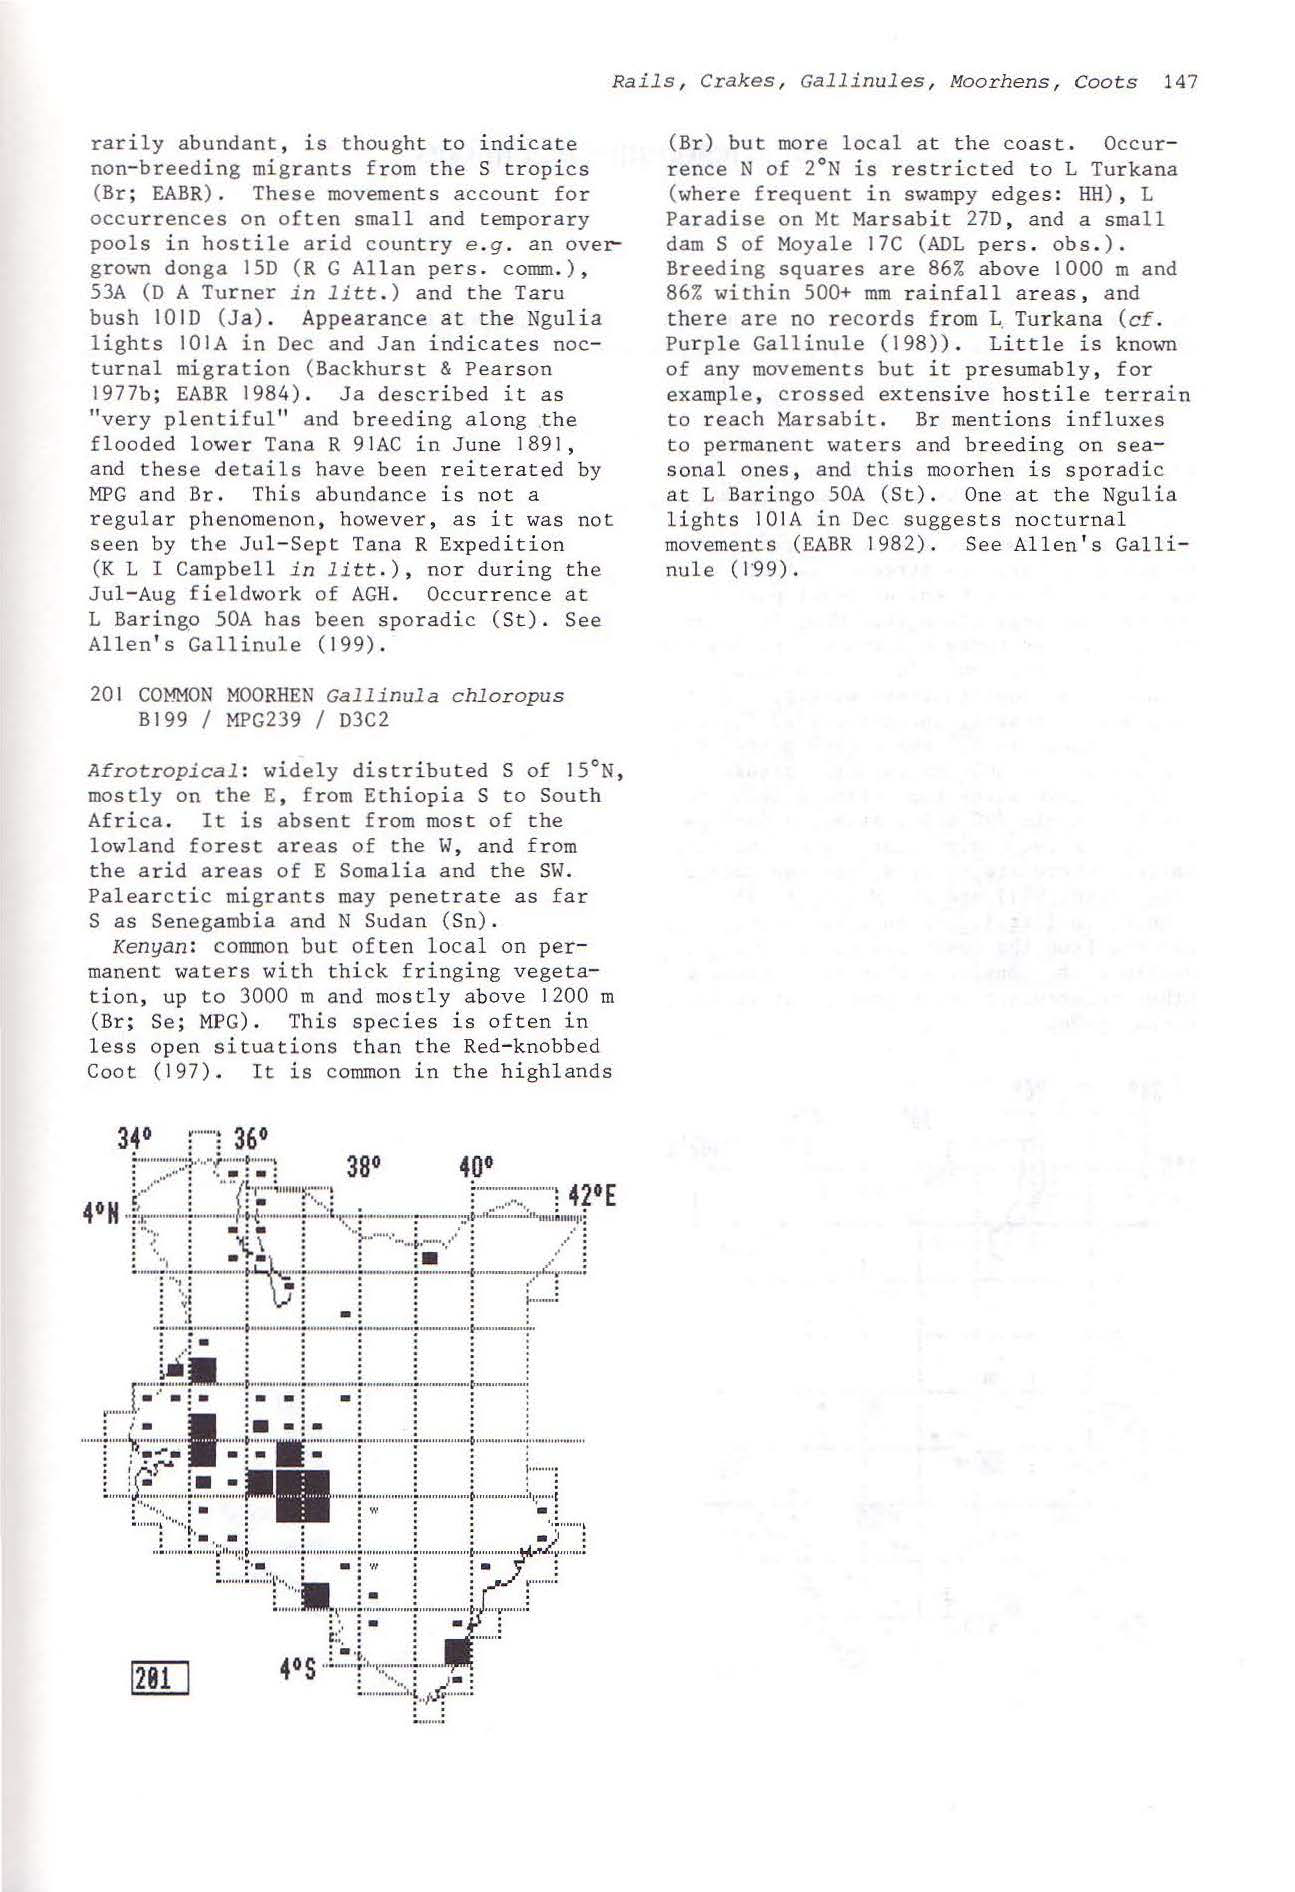 Rails, Crakes, Gallinules, Moorhens, Coots 147
rarily abundant, is thought to indicate
non-breeding migrants from the S tropics
(Br; EABR). These movements account for
occurrences on often small and temporary
pools in hostile arid country e.g. an over-
grown donga 15D (R G Allan pers. comm.),
53A (D A Turner in litt.) and the Taru
bush 101D (Ja). Appearance at the Ngulia
lights 101A in Dec and Jan indicates noc-
turnal migration (Backhurst & Pearson
1977b; EABR 1984). Ja described it as
"very plentiful" and breeding along the
flooded lower Tana R 91AC in June 1891,
and these details have been reiterated by
MPG and Br. This abundance is not a
regular phenomenon, however, as it was not
seen by the Jul-Sept Tana R Expedition
(K L I Campbell in litt.), nor during the
Jul-Aug fieldwork of AGH. Occurrence at
L Baringo 50A has been sporadic (St). See
Allen's Gallinule (199).
201 COMMON MOORHEN Gallinula chloropus
B199 / MPG239 / D3C2
Afrotropical: widely distributed S of 15°N,
mostly on the E, from Ethiopia S to South
Africa. It is absent from most of the
lowland forest areas of the W, and from
the arid areas of E Somalia and the SW.
Palearctic migrants may penetrate as far
S as Senegambia and N Sudan (Sn).
Kenyan: common but often local on per-
manent waters with thick fringing vegeta-
tion, up to 3000 m and mostly above 1200 m
(Br; Se; MPG). This species is often in
less open situations than the Red-knobbed
Coot (197). It is common in the highlands
(Br) but more local at the coast. Occur-
rence N of 2°N is restricted to L Turkana
(where frequent in swampy edges: HH), L
Paradise on Mt Marsabit 27D, and a small
dam S of Moyale 17C (ADL pers. obs.).
Breeding squares are 86% above 1000 m and
86% within 500+ mm rainfall areas, and
there are no records from L Turkana (cf.
Purple Gallinule (198)). Little is known
of any movements but it presumably, for
example, crossed extensive hostile terrain
to reach Marsabit. Br mentions influxes
to permanent waters and breeding on sea-
sonal ones, and this moorhen is sporadic
at L Baringo 50A (St). One at the Ngulia
lights 101A in Dec suggests nocturnal
movements (EABR 1982). See Allen's Galli-
nule (199).
34° 36°
38° 40°
42°E
4°N
W
W
4°S
201